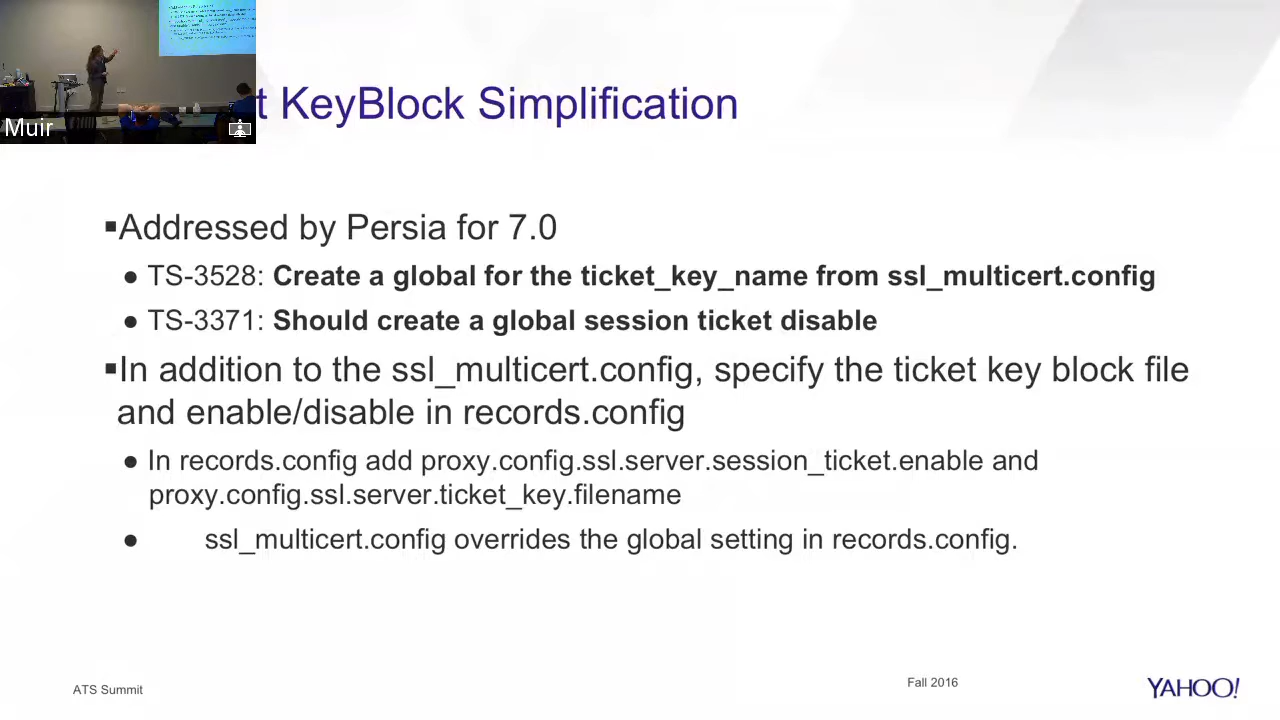 Muir
t KeyBlock Simplification
▪Addressed by Persia for 7.0
● TS-3528: Create a global for the ticket_key_name from ssl_multicert.config
● TS-3371: Should create a global session ticket disable
▪In addition to the ssl_multicert.config, specify the ticket key block file
and enable/disable in records.config
● In records.config add proxy.config.ssl.server.session_ticket.enable and
proxy.config.ssl.server.ticket_key.filename
● ssl_multicert.config overrides the global setting in records.config.
ATS Summit
Fall 2016
YAHOO!